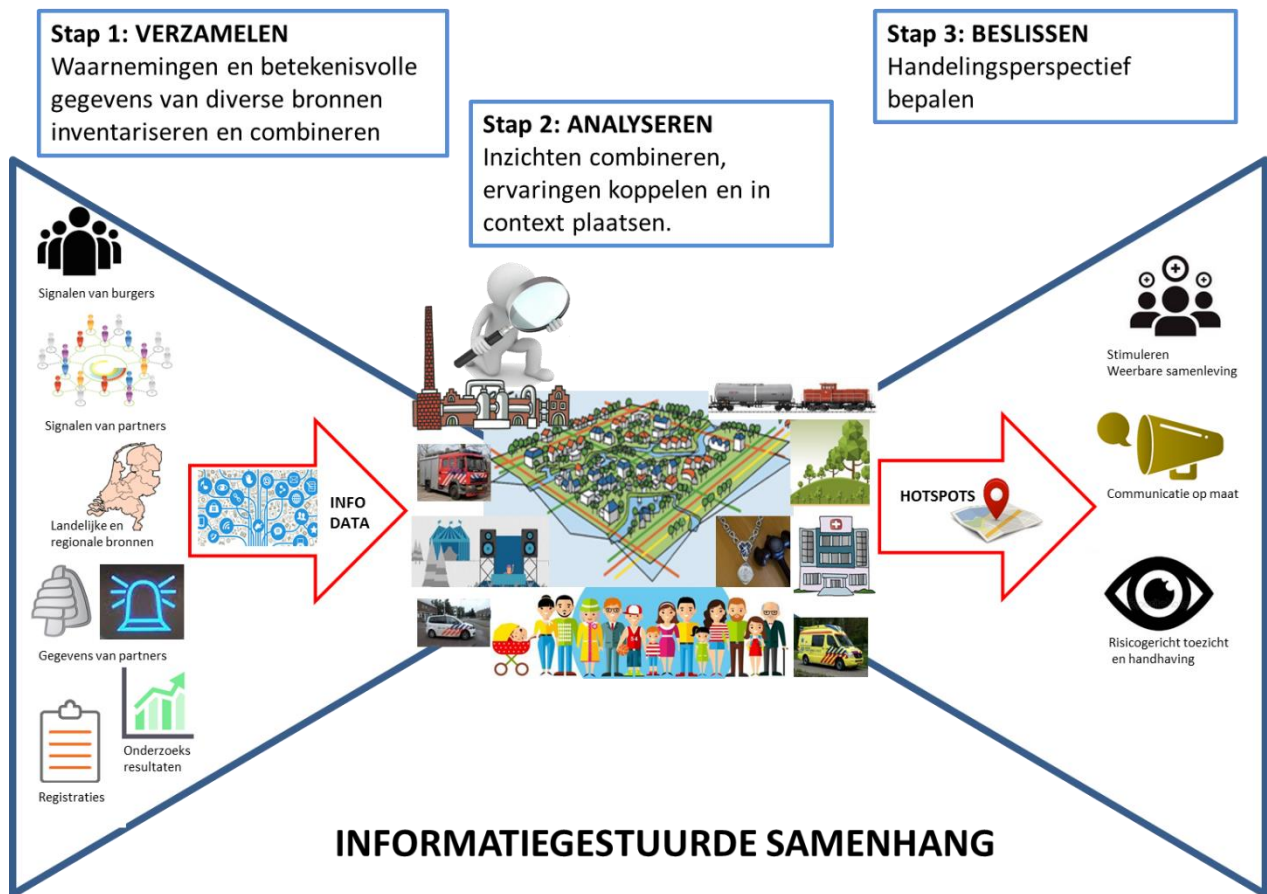 Stap 1: VERZAMELEN
Waarnemingen en betekenisvolle
gegevens van diverse bronnen
inventariseren en combineren
Stap 2: ANALYSEREN
Inzichten combineren,
ervaringen koppelen en in
context plaatsen.
Stap 3: BESLISSEN
Handelingsperspectief
bepalen
Signalen van burgers
Signalen van partners
Landelijke en
regionale bronnen
Gegevens van partners
Onderzoeks
resultaten
Registraties
INFO
DATA
HOTSPOTS
Stimuleren
Weerbare samenleving
Communicatie op maat
Risicogericht toezicht
en handhaving
INFORMATIEGESTUURDE SAMENHANG